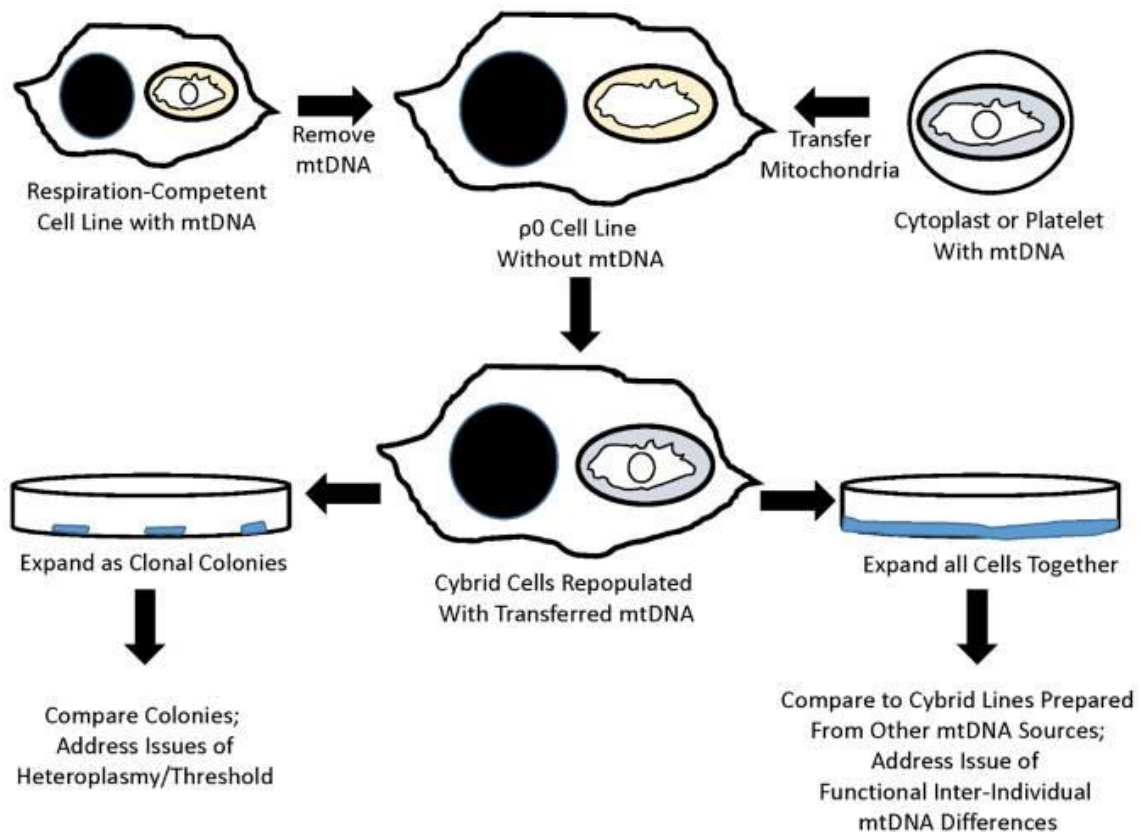 Respiration-Competent
Cell Line with mtDNA
Remove
mtDNA
ρ0 Cell Line
Without mtDNA
Transfer
Mitochondria
Cytoplast or Platelet
With mtDNA
Cybrid Cells Repopulated
With Transferred mtDNA
Expand as Clonal Colonies
Expand all Cells Together
Compare Colonies;
Address Issues of
Heteroplasmy/Threshold
Compare to Cybrid Lines Prepared
From Other mtDNA Sources;
Address Issue of
Functional Inter-Individual
mtDNA Differences